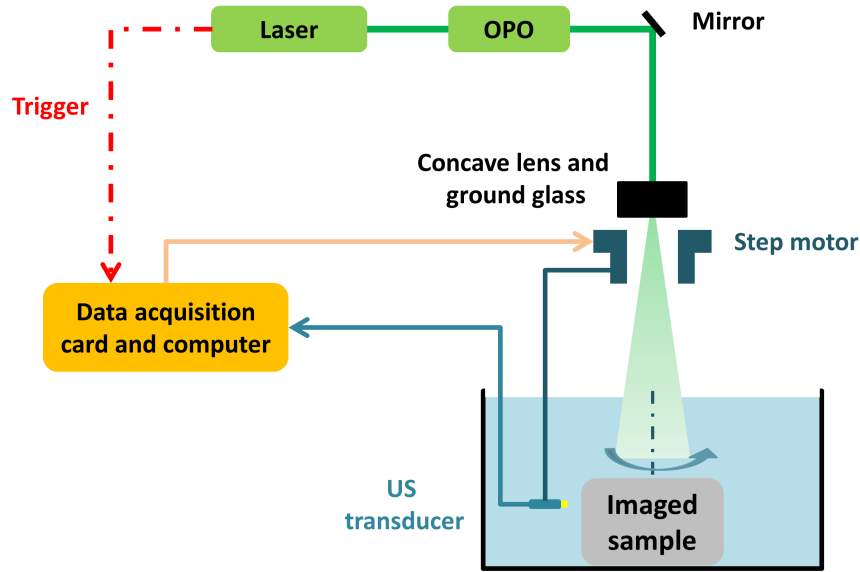 Laser
OPO
Mirror
Trigger
Concave lens and
ground glass
Step motor
Data acquisition
card and computer
US
transducer
Imaged
sample